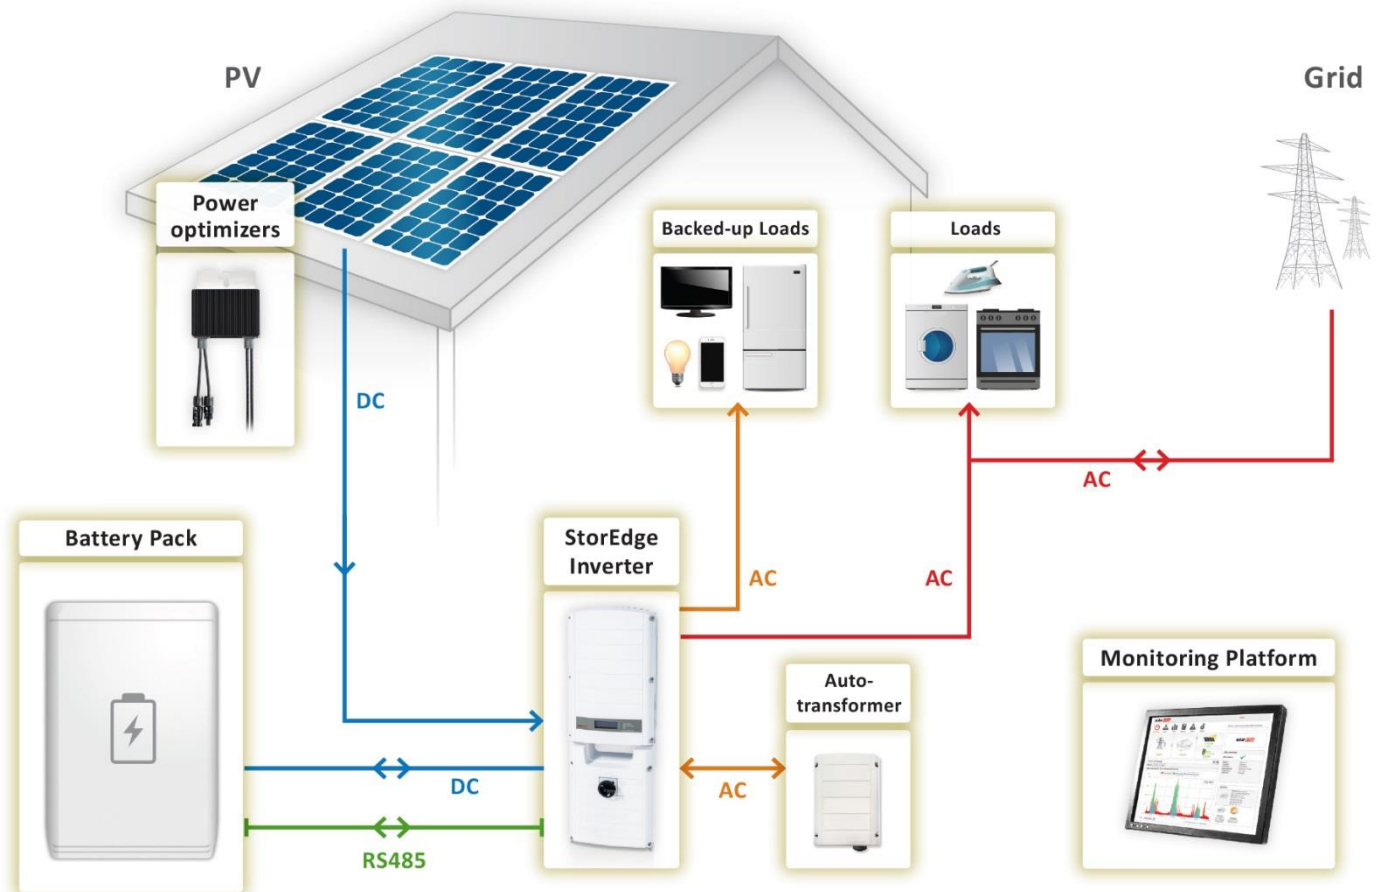 PV
Grid
Power
optimizers
Backed-up Loads
Loads
DC
AC
Battery Pack
StorEdge
Inverter
AC
AC
Monitoring Platform
Auto-
transformer
DC
AC
RS485